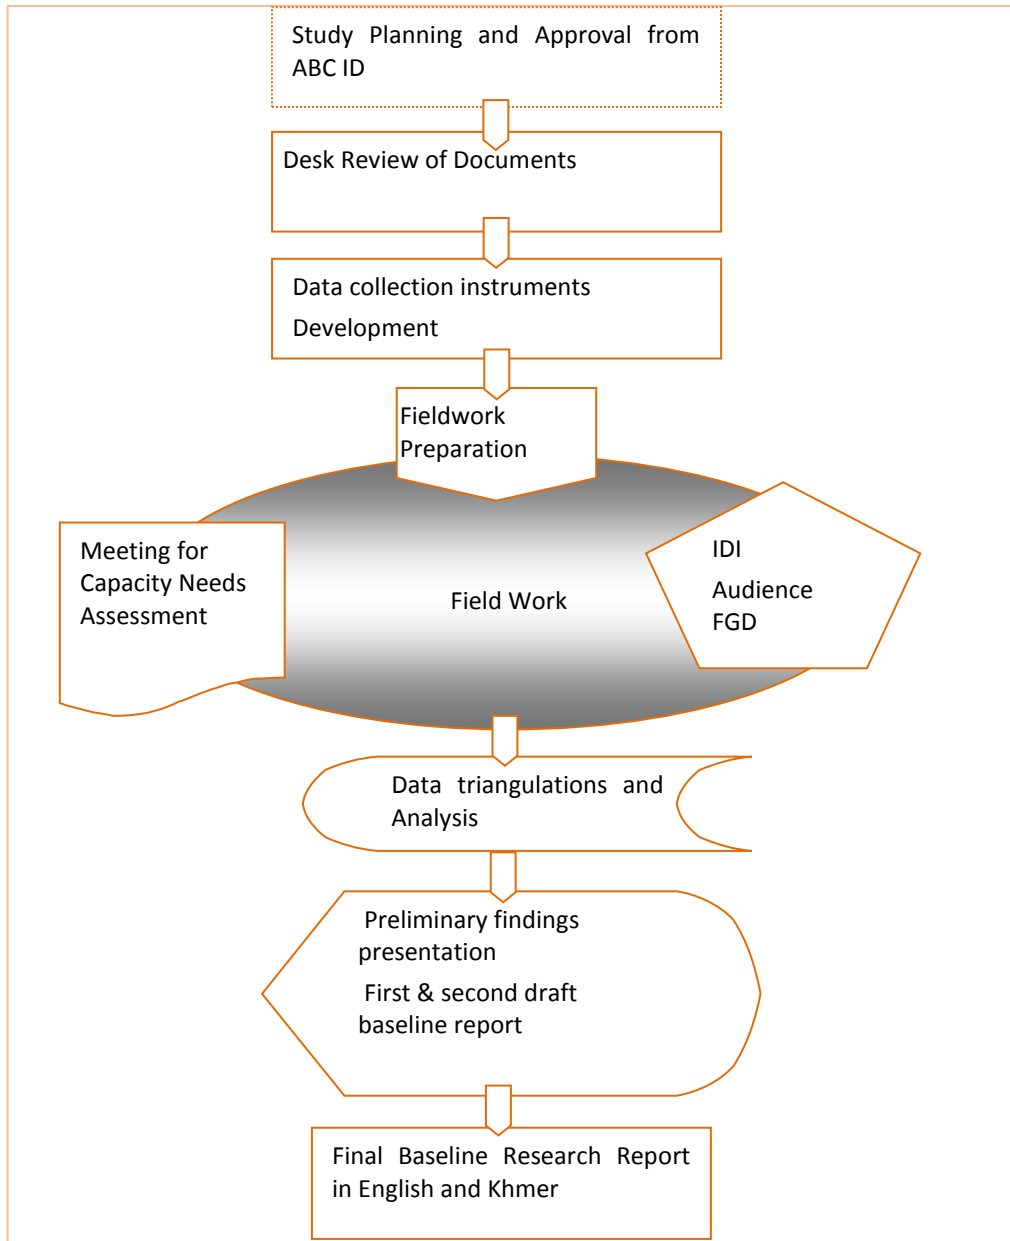 Study Planning and Approval from
ABC ID
Desk Review of Documents
Data collection instruments
Development
Fieldwork
Preparation
Meeting for
Capacity Needs
Assessment
Field Work
IDI
Audience
FGD
Data triangulations and
Analysis
Preliminary findings
presentation
First & second draft
baseline report
Final Baseline Research Report
in English and Khmer